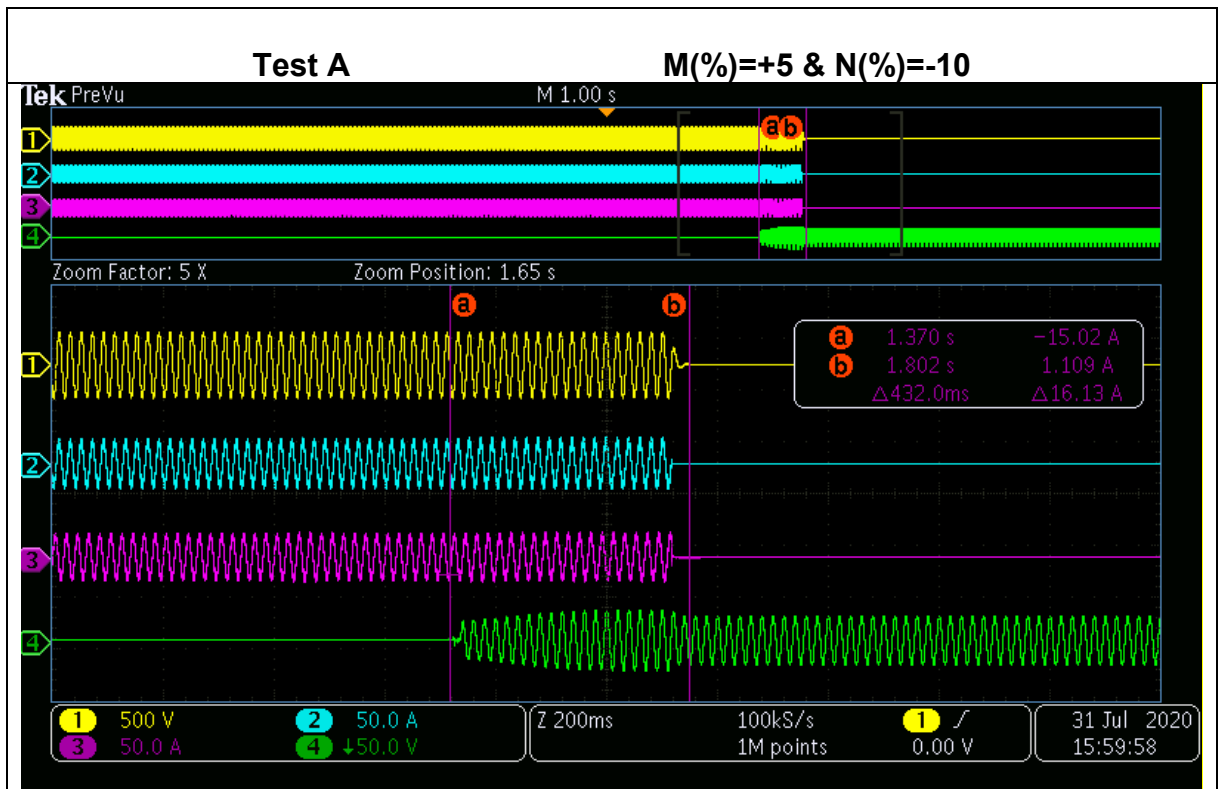 Test A M(%)=+5 & N(%)=-10
Tek PreVu M 1.00 s
a b
1
2
3
4
Zoom Factor: 5 X Zoom Position: 1.65 s
a b
a 1.370 s -15.02 A
b 1.802 s 1.109 A
△432.0ms △16.13 A
1
2
3
4
1 500 V 2 50.0 A Z 200ms 100kS/s 1 / 31 Jul 2020
3 50.0 A 4 ↓50.0 V 1M points 0.00 V 15:59:58